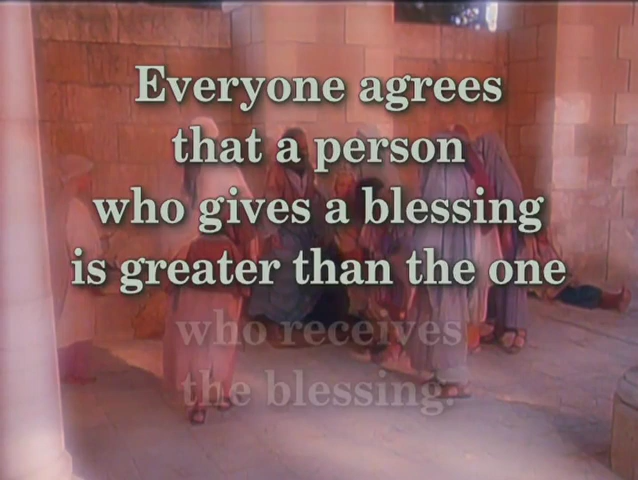 Everyone agrees
that a person
who gives a blessing
is greater than the one
who receives
the blessing.